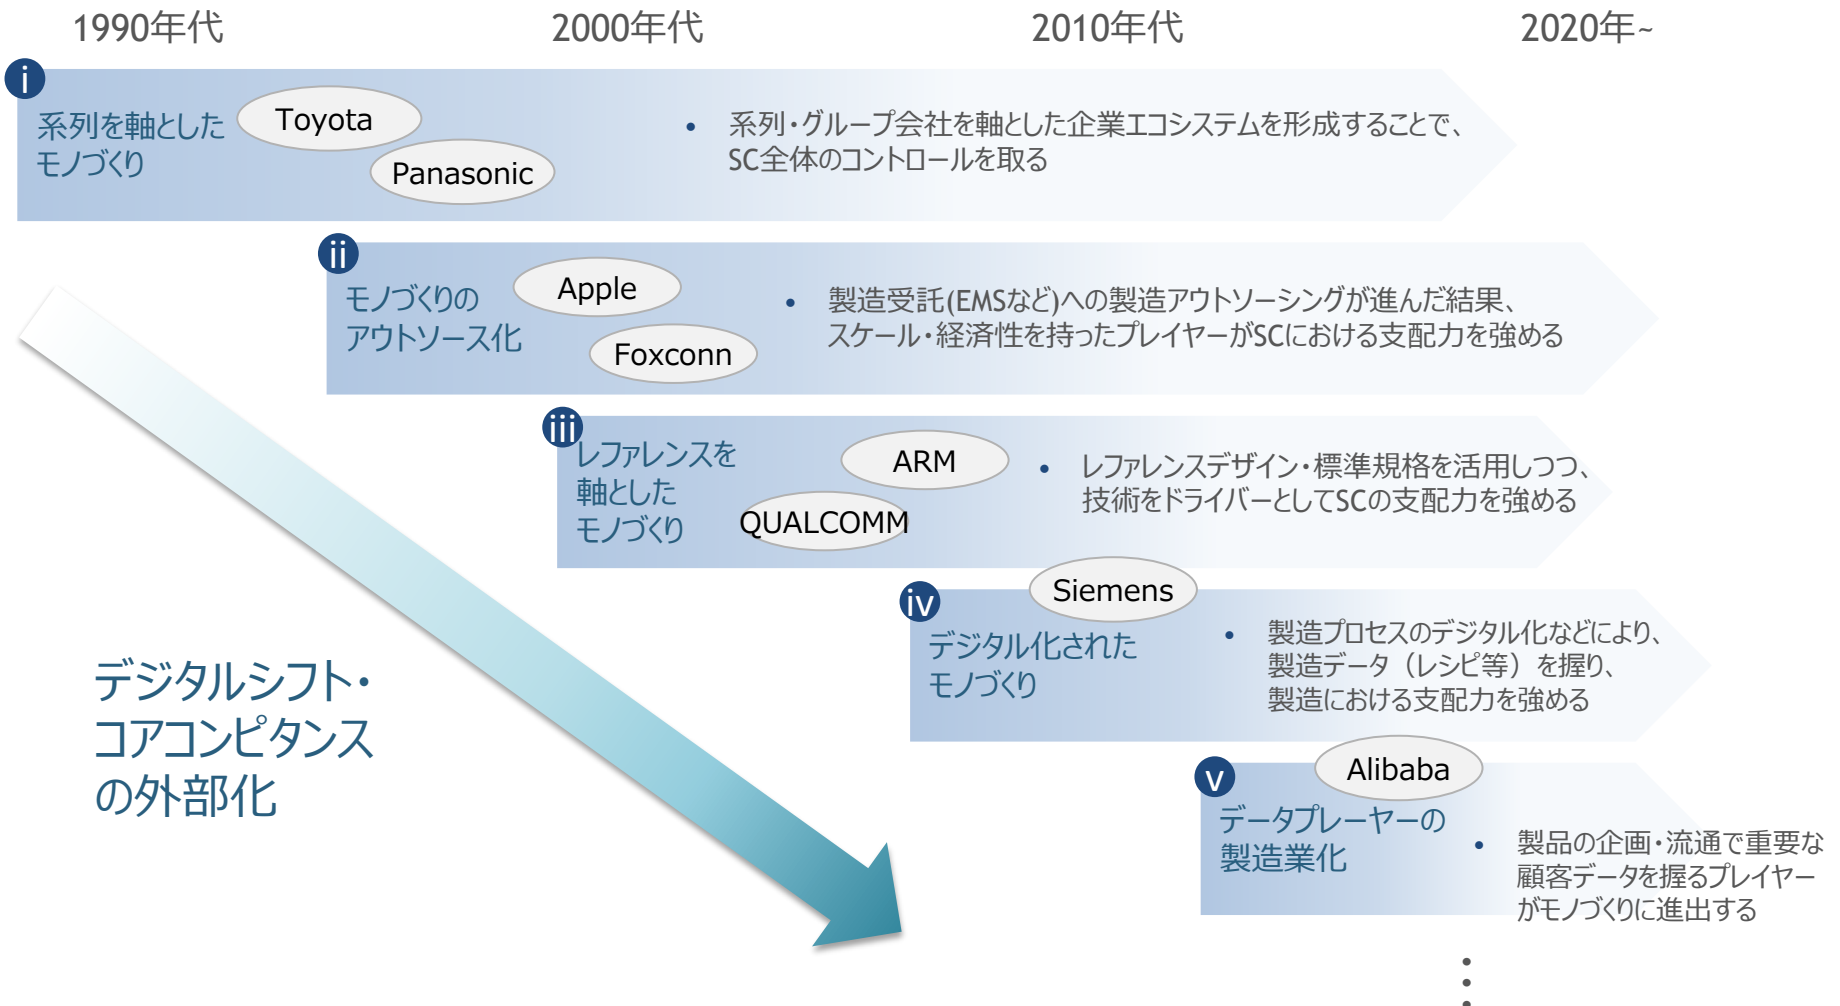 1990年代
2000年代
2010年代
2020年~
i
系列を軸とした
モノづくり
Toyota
Panasonic
• 系列・グループ会社を軸とした企業エコシステムを形成することで、
SC全体のコントロールを取る
ii
モノづくりの
アウトソース化
Apple
Foxconn
• 製造受託(EMSなど)への製造アウトソーシングが進んだ結果、
スケール・経済性を持ったプレイヤーがSCにおける支配力を強める
iii
レファレンスを
軸とした
モノづくり
ARM
QUALCOMM
• レファレンスデザイン・標準規格を活用しつつ、
技術をドライバーとしてSCの支配力を強める
iv
デジタル化された
モノづくり
Siemens
• 製造プロセスのデジタル化などにより、
製造データ（レシピ等）を握り、
製造における支配力を強める
v
データプレーヤーの
製造業化
Alibaba
• 製品の企画・流通で重要な
顧客データを握るプレイヤー
がモノづくりに進出する
デジタルシフト・
コアコンピタンス
の外部化